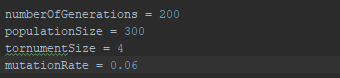 numberOfGenerations = 200
populationSize = 300
tornumentSize = 4
mutationRate = 0.06